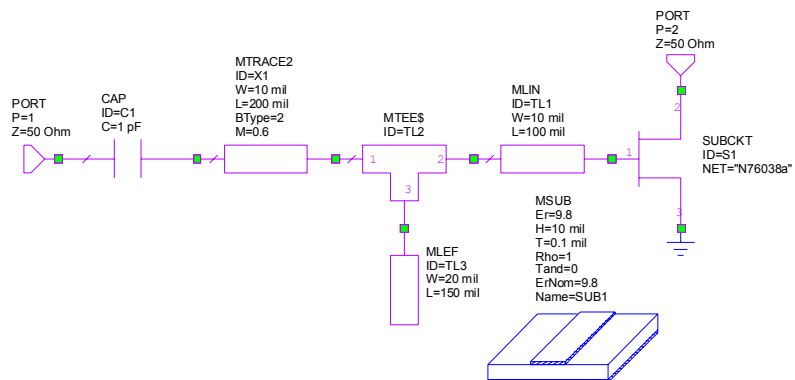 PORT
P=1
Z=50 Ohm
CAP
ID=C1
C=1 pF
MTRACE2
ID=X1
W=10 mil
L=200 mil
BType=2
M=0.6
MTEE$
ID=TL2
1
2
3
MLEF
ID=TL3
W=20 mil
L=150 mil
MLIN
ID=TL1
W=10 mil
L=100 mil
PORT
P=2
Z=50 Ohm
2
1
3
SUBCKT
ID=S1
NET="N76038a"
MSUB
Er=9.8
H=10 mil
T=0.1 mil
Rho=1
Tand=0
ErNom=9.8
Name=SUB1